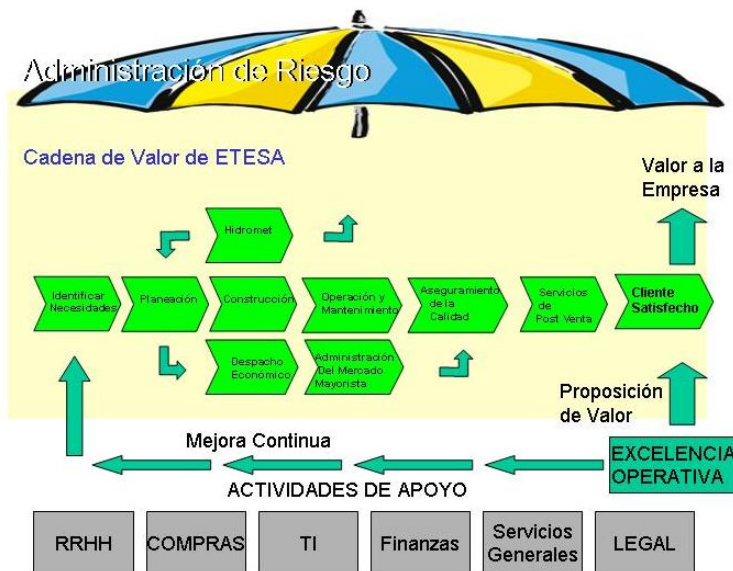 Administración de Riesgo
Cadena de Valor de ETESA
Valor a la
Empresa
Hidromet
Identificar
Necesidades
Planeación
Construcción
Operación y
Mantenimiento
Aseguramiento
de la
Calidad
Servicios
de
Post Venta
Cliente
Satisfecho
Despacho
Económico
Administración
Del Mercado
Mayorista
Proposición
de Valor
Mejora Continua
EXCELENCIA
OPERATIVA
ACTIVIDADES DE APOYO
RRHH
COMPRAS
TI
Finanzas
Servicios
Generales
LEGAL